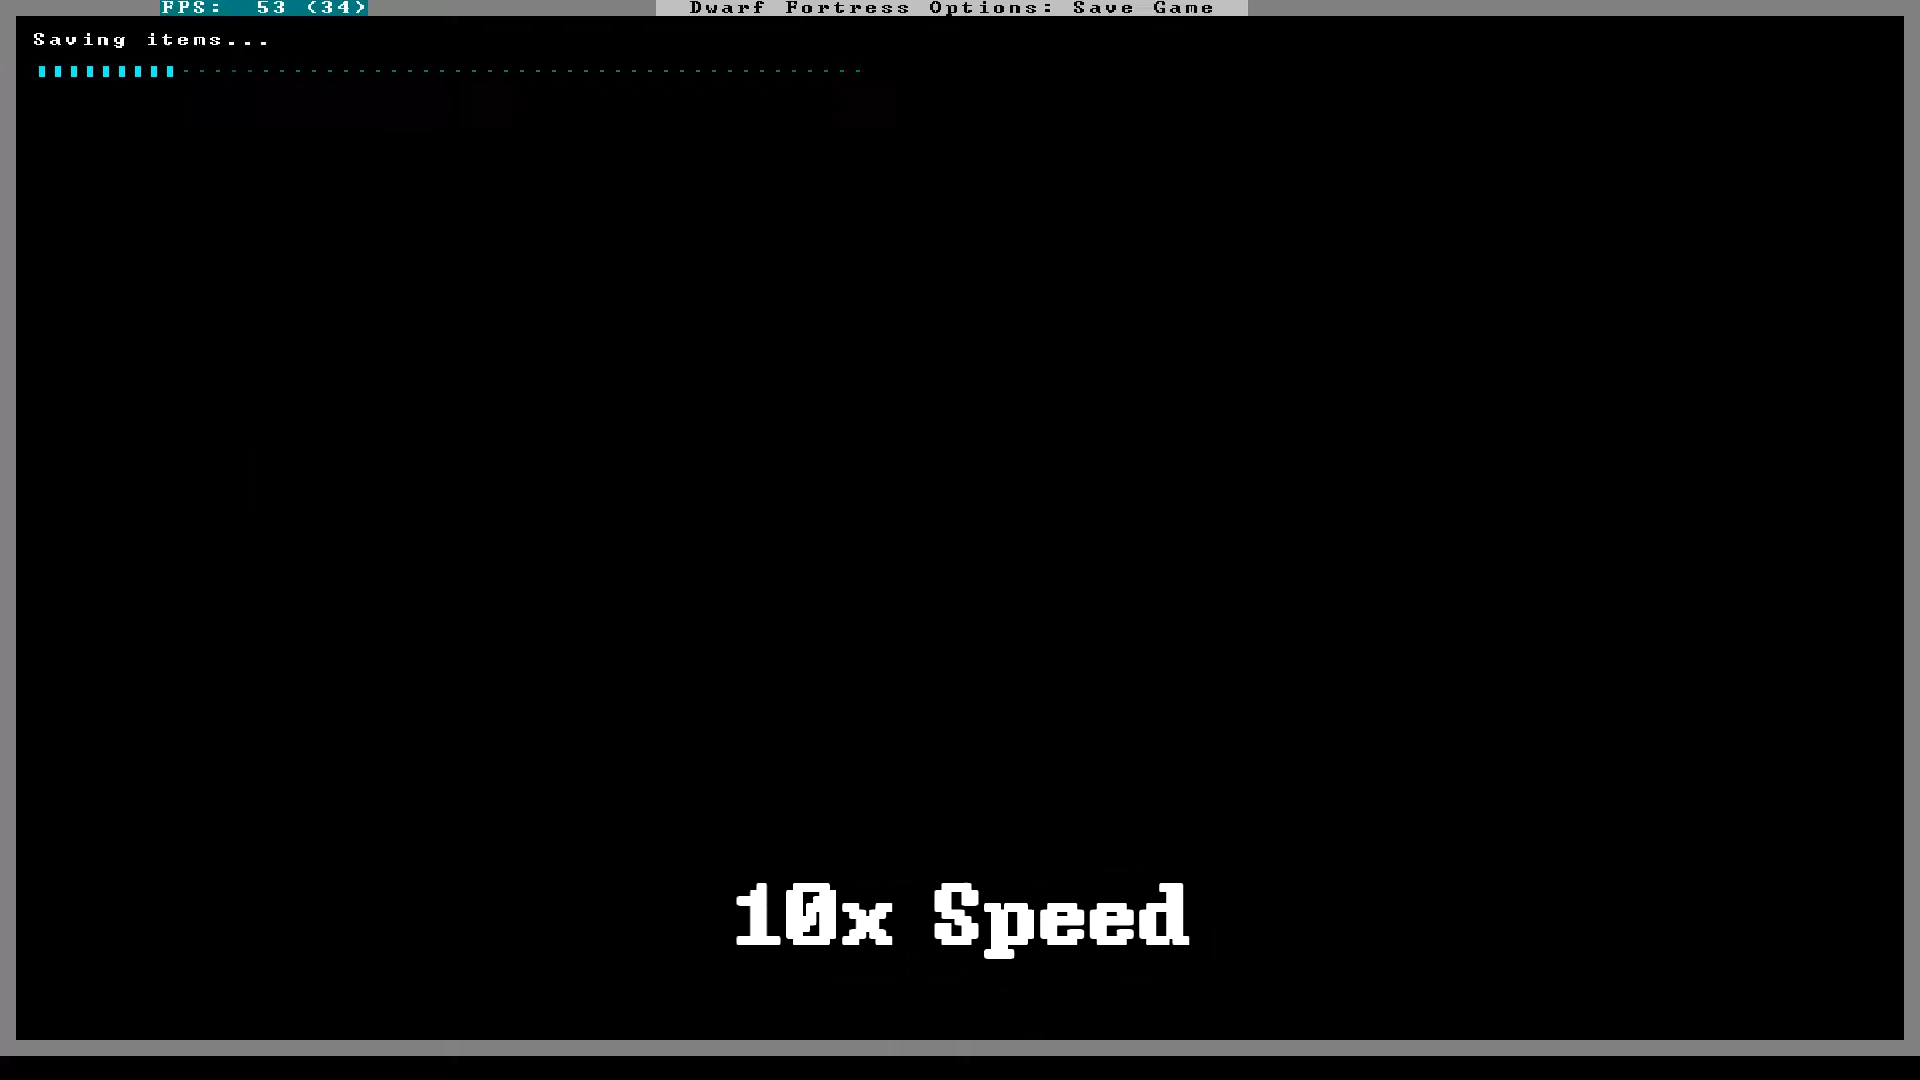 FPS: 53 (34)
Dwarf Fortress Options: Save Game
Saving items...
10x Speed